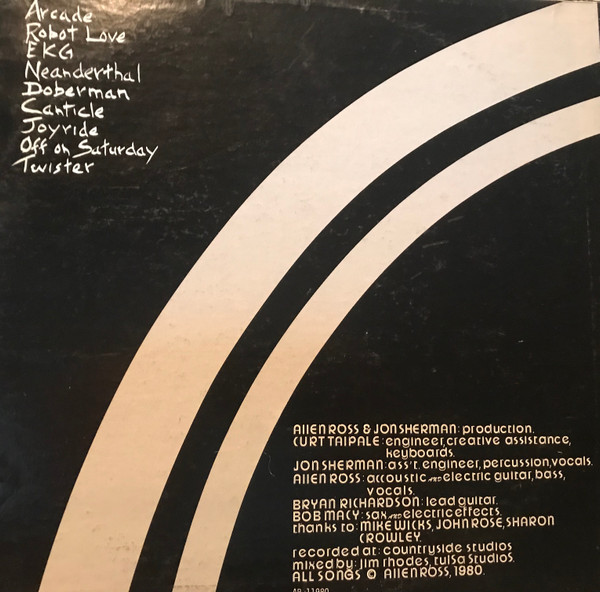 Arcade
Robot Love
EKG
Neanderthal
Doberman
Canticle
Joyride
Off on Saturday
Twister
Allen Ross & Jon Sherman: production.
Curt Taipale: engineer, creative assistance,
keyboards.
Jon Sherman: ass't. engineer, percussion, vocals.
Allen Ross: accoustic and electric guitar, bass,
vocals.
Bryan Richardson: lead guitar.
Bob Macy: sax and electric effects.
thanks to: Mike Wicks, John Rose, Sharon
Crowley.
recorded at: countryside studios
mixed by: Jim Rhodes, Tulsa Studios.
All songs © Allen Ross, 1980.